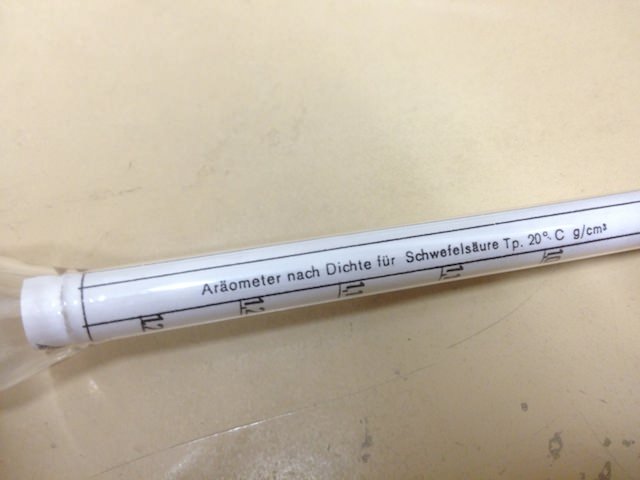 Aräometer nach Dichte für Schwefelsäure Tp. 20° C g/cm³